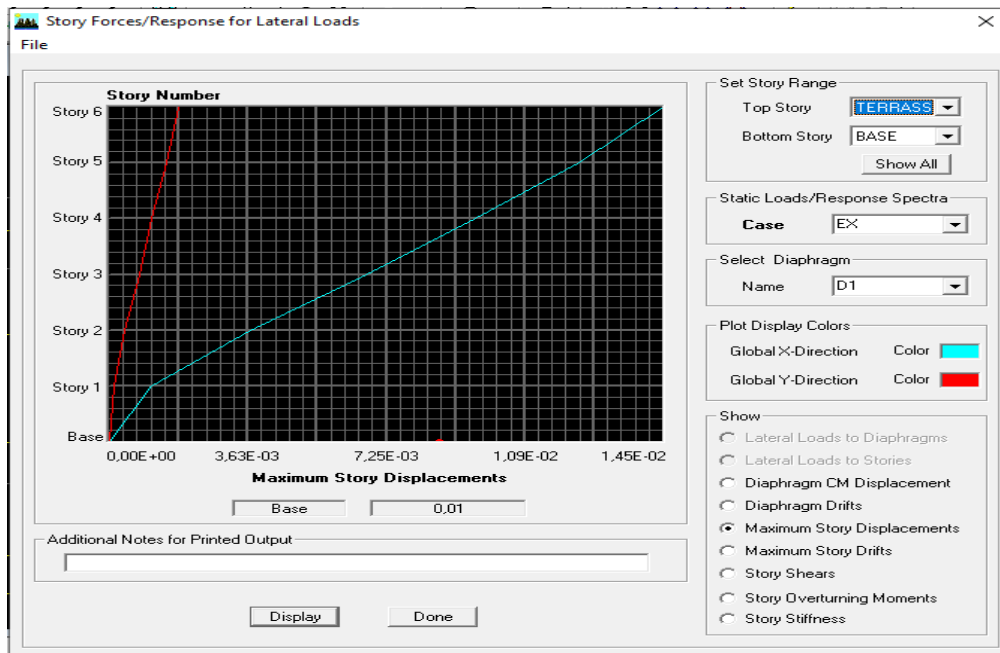 Story Forces/Response for Lateral Loads
File
Story Number
Story 6
Story 5
Story 4
Story 3
Story 2
Story 1
Base
0,00E+00 3,63E-03 7,25E-03 1,09E-02 1,45E-02
Maximum Story Displacements
Base 0,01
Additional Notes for Printed Output
Display Done
Set Story Range
Top Story TERRASS
Bottom Story BASE
Show All
Static Loads/Response Spectra
Case EX
Select Diaphragm
Name D1
Plot Display Colors
Global X-Direction Color
Global Y-Direction Color
Show
Lateral Loads to Diaphragms
Lateral Loads to Stories
Diaphragm CM Displacement
Diaphragm Drifts
Maximum Story Displacements
Maximum Story Drifts
Story Shears
Story Overturning Moments
Story Stiffness